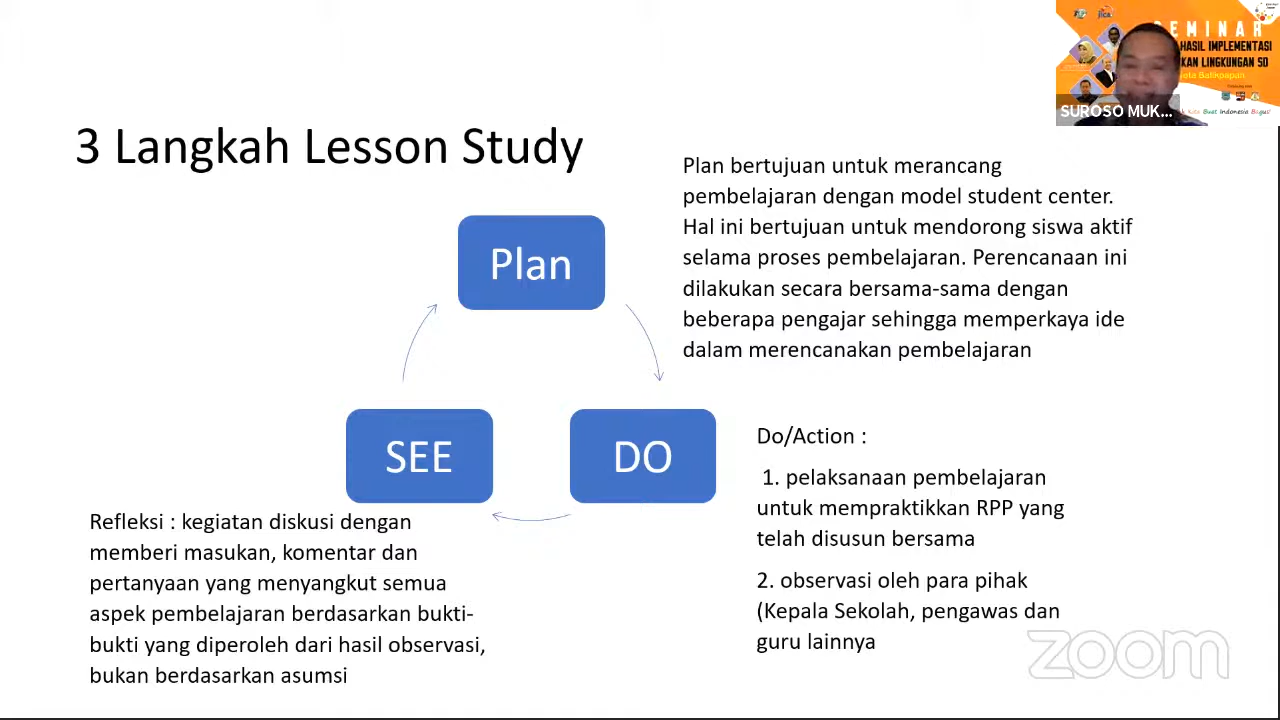 SEMINAR
HASIL IMPLEMENTASI
KAN LINGKUNGAN SD
ota Balikpapan
SUROSO MUK...
3 Langkah Lesson Study
Plan bertujuan untuk merancang
pembelajaran dengan model student center.
Hal ini bertujuan untuk mendorong siswa aktif
selama proses pembelajaran. Perencanaan ini
dilakukan secara bersama-sama dengan
beberapa pengajar sehingga memperkaya ide
dalam merencanakan pembelajaran
Plan
SEE
DO
Do/Action :
1. pelaksanaan pembelajaran
untuk mempraktikkan RPP yang
telah disusun bersama
2. observasi oleh para pihak
(Kepala Sekolah, pengawas dan
guru lainnya
Refleksi : kegiatan diskusi dengan
memberi masukan, komentar dan
pertanyaan yang menyangkut semua
aspek pembelajaran berdasarkan bukti-
bukti yang diperoleh dari hasil observasi,
bukan berdasarkan asumsi
zoom